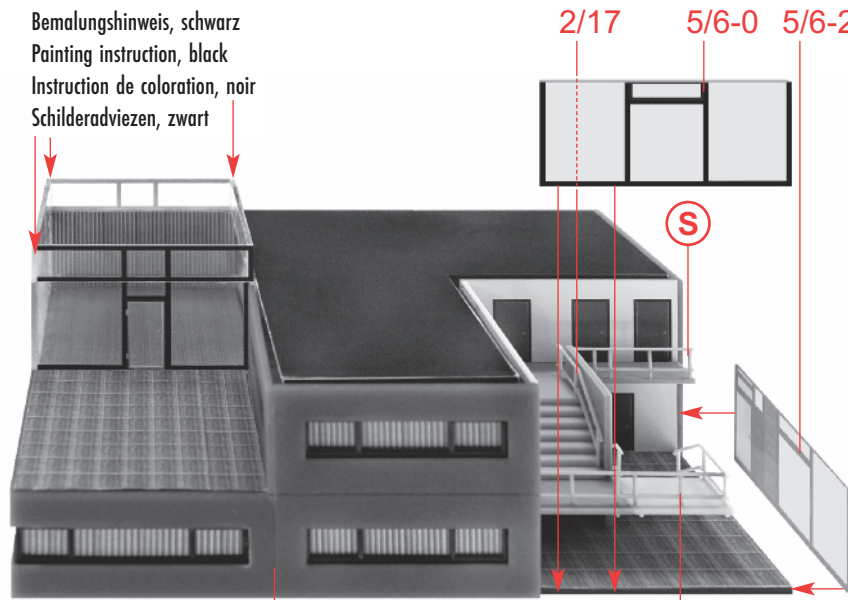 Bemalungshinweis, schwarz
Painting instruction, black
Instruction de coloration, noir
Schilderadviezen, zwart
2/17
5/6-0
5/6-2
S